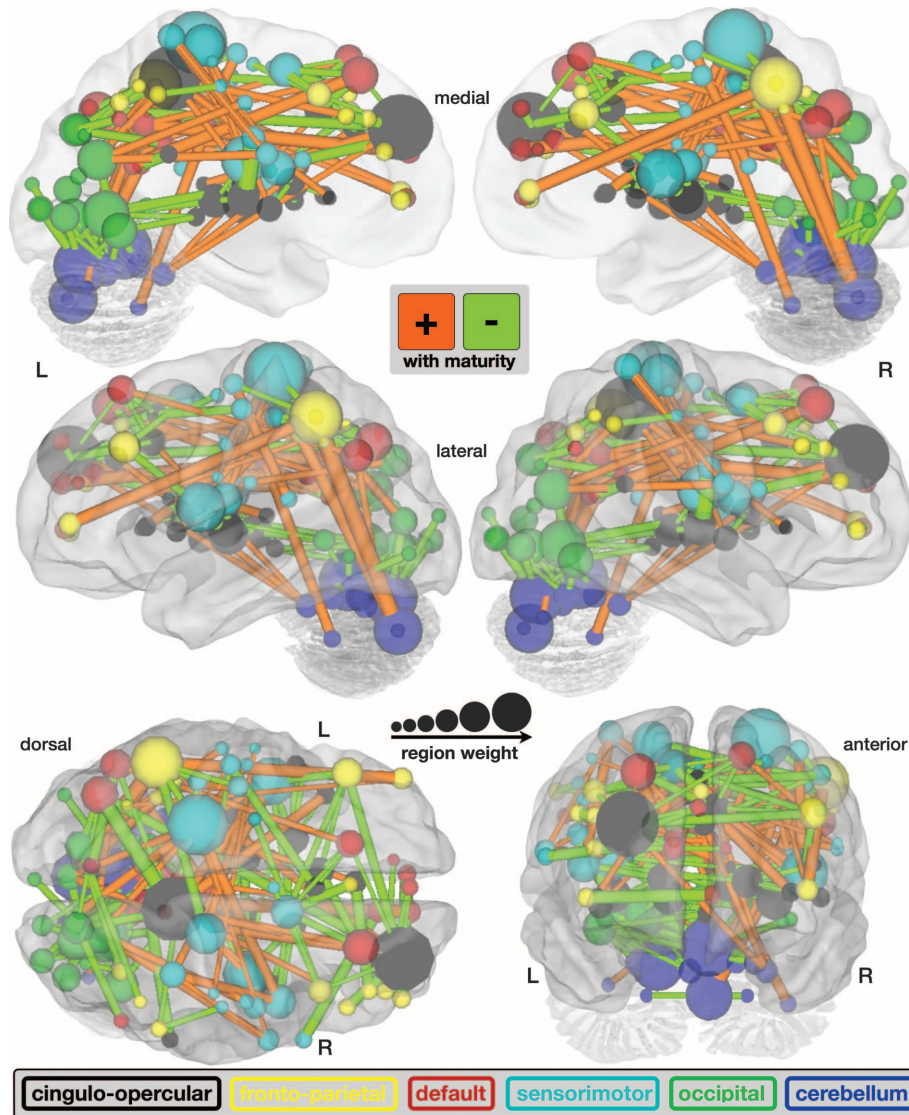 medial
+ -
with maturity
L R
lateral
L
dorsal anterior
region weight
L R
R
cingulo-opercular fronto-parietal default sensorimotor occipital cerebellum